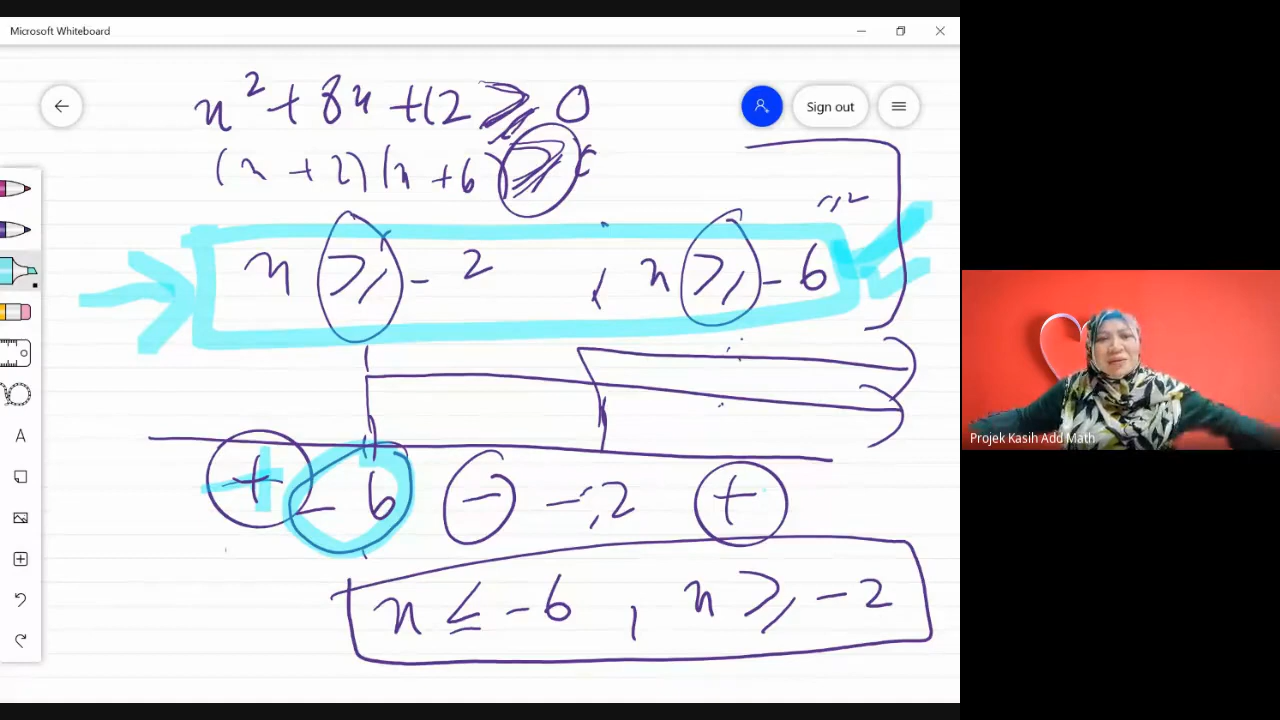 Microsoft Whiteboard
Sign out
x² + 8x + 12 ≥ 0
(x + 2)(x + 6) ≥
x ≥ - 2 , x ≥ - 6
+ - 6 - - 2 +
x ≤ - 6 , x ≥ - 2
A
Projek Kasih Add Math